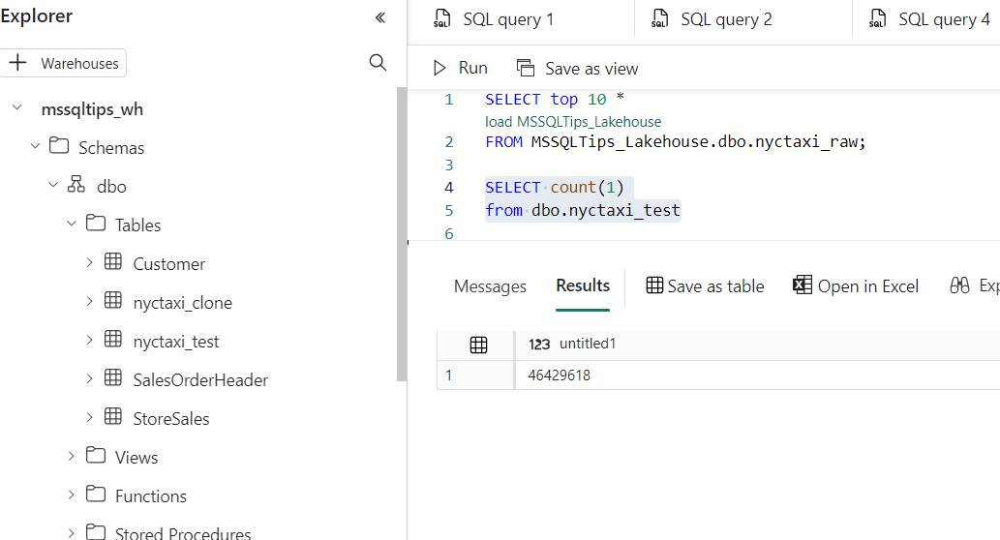 Explorer
Warehouses
mssqltips_wh
Schemas
dbo
Tables
Customer
nyctaxi_clone
nyctaxi_test
SalesOrderHeader
StoreSales
Views
Functions
Stored Procedures
SQL query 1
SQL query 2
SQL query 4
Run
Save as view
1 SELECT top 10 *
load MSSQLTips_Lakehouse
2 FROM MSSQLTips_Lakehouse.dbo.nyctaxi_raw;
3
4 SELECT count(1)
5 from dbo.nyctaxi_test
6
Messages
Results
Save as table
Open in Excel
Exp
123 untitled1
1 46429618